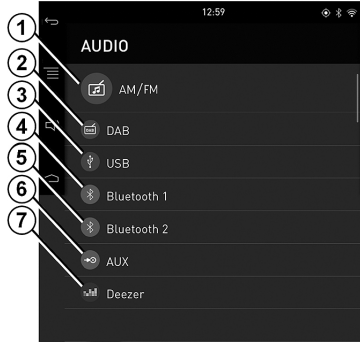 12:59
AUDIO
1
AM/FM
2
DAB
DAB
3
USB
4
Bluetooth 1
5
Bluetooth 2
6
AUX
7
Deezer